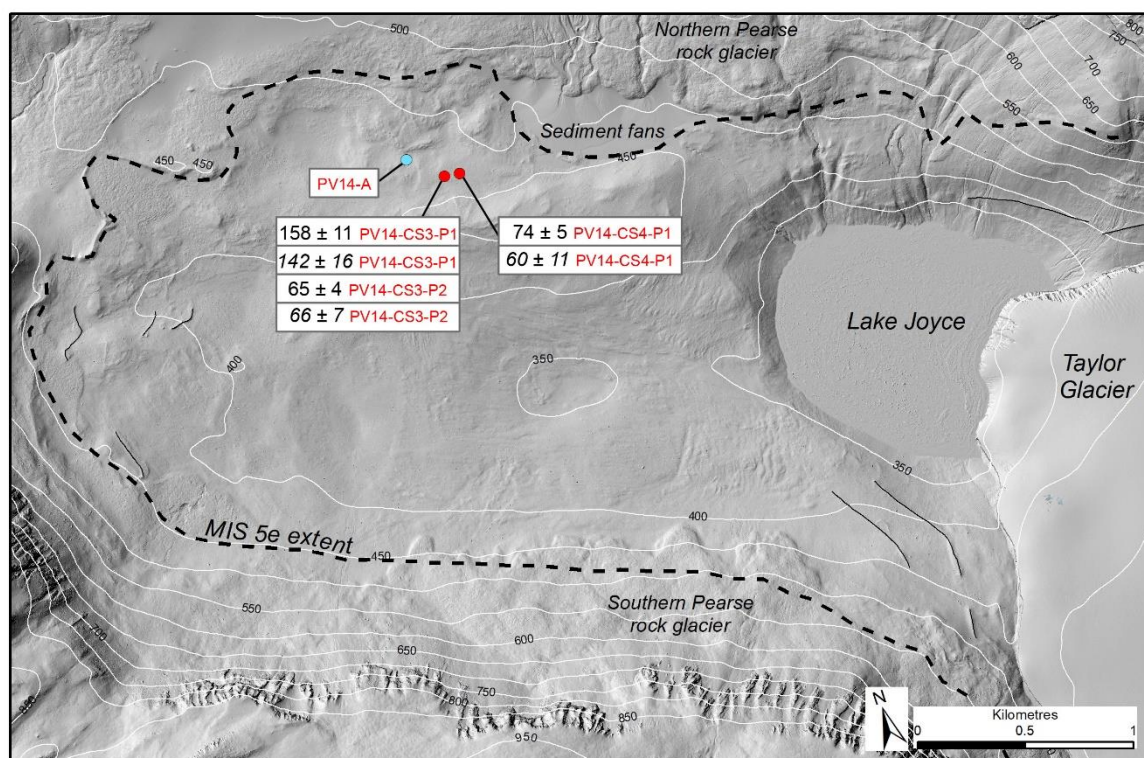 500
Northern Pearse
rock glacier
800
750
700
650
600
550
Sediment fans
450
450
450
PV14-A
158 ± 11 PV14-CS3-P1
142 ± 16 PV14-CS3-P1
65 ± 4 PV14-CS3-P2
66 ± 7 PV14-CS3-P2
74 ± 5 PV14-CS4-P1
60 ± 11 PV14-CS4-P1
Lake Joyce
Taylor
Glacier
350
400
350
400
MIS 5e extent
450
Southern Pearse
rock glacier
550
600
650
700
750
800
850
950
N
Kilometres
0 0.5 1